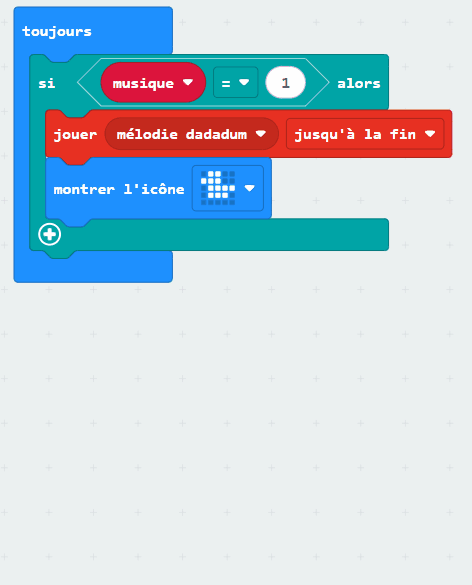 toujours
si musique = 1 alors
jouer mélodie dadadum jusqu'à la fin
montrer l'icône